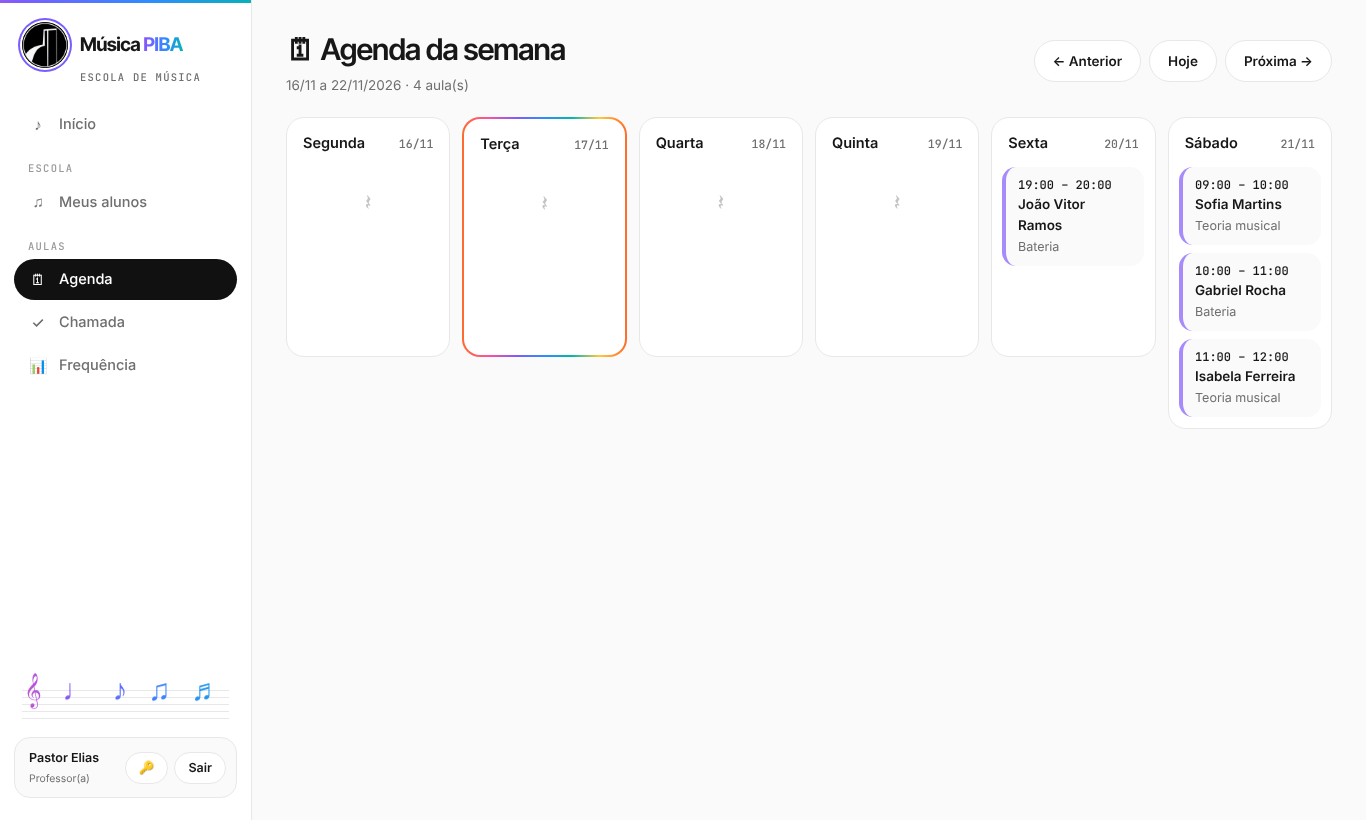 Música PIBA
ESCOLA DE MÚSICA
♪ Início
ESCOLA
♫ Meus alunos
AULAS
🗓 Agenda
✓ Chamada
📊 Frequência
𝄞 ♩ ♪ ♫ ♬
Pastor Elias
Professor(a)
🔑 Sair
🗓 Agenda da semana
16/11 a 22/11/2026 · 4 aula(s)
← Anterior
Hoje
Próxima →
Segunda 16/11
𝄽
Terça 17/11
𝄽
Quarta 18/11
𝄽
Quinta 19/11
𝄽
Sexta 20/11
19:00 – 20:00
João Vitor
Ramos
Bateria
Sábado 21/11
09:00 – 10:00
Sofia Martins
Teoria musical
10:00 – 11:00
Gabriel Rocha
Bateria
11:00 – 12:00
Isabela Ferreira
Teoria musical